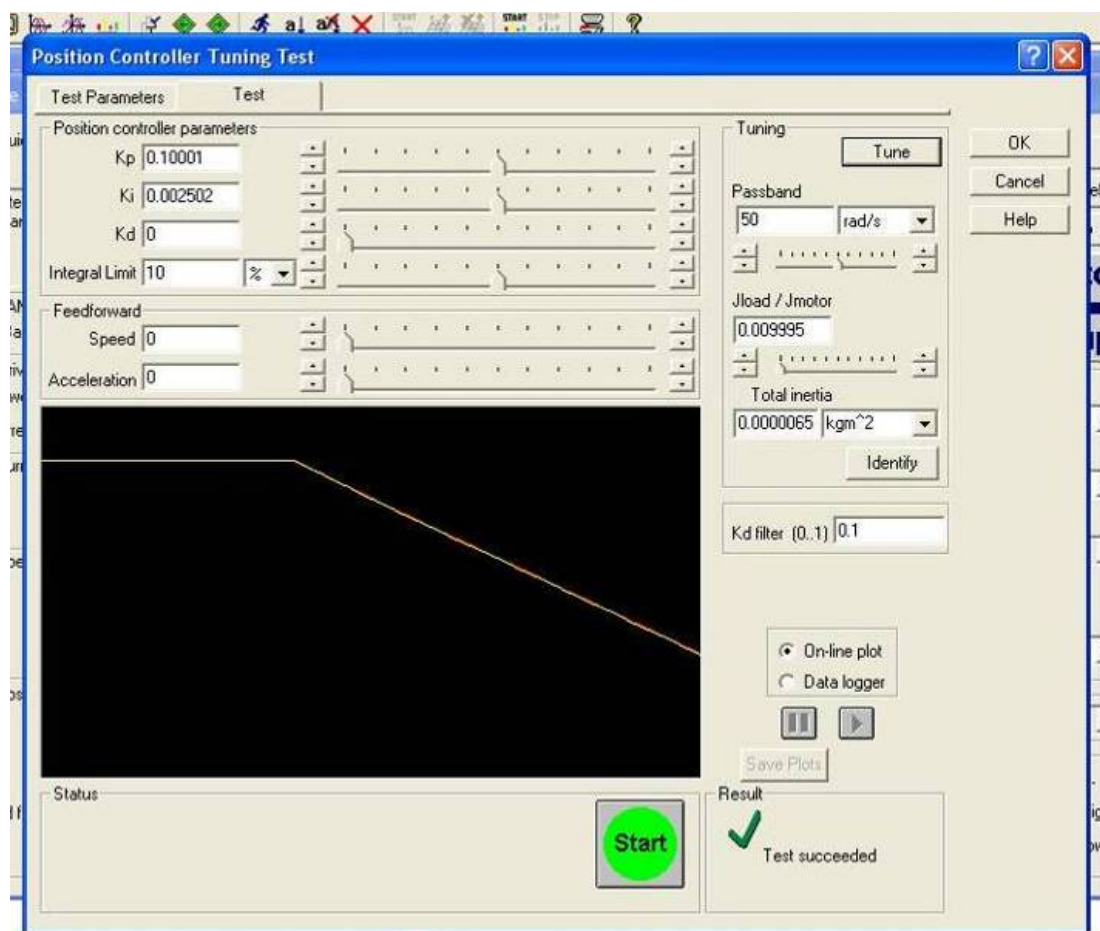 Position Controller Tuning Test
Test Parameters
Test
Position controller parameters
Kp 0.10001
Ki 0.002502
Kd 0
Integral Limit 10 %
Feedforward
Speed 0
Acceleration 0
Tuning
Tune
Passband
50 rad/s
Jload / Jmotor
0.009995
Total inertia
0.0000065 kgm^2
Identify
Kd filter (0..1) 0.1
On-line plot
Data logger
Save Plots
Status
Start
Result
Test succeeded
OK
Cancel
Help